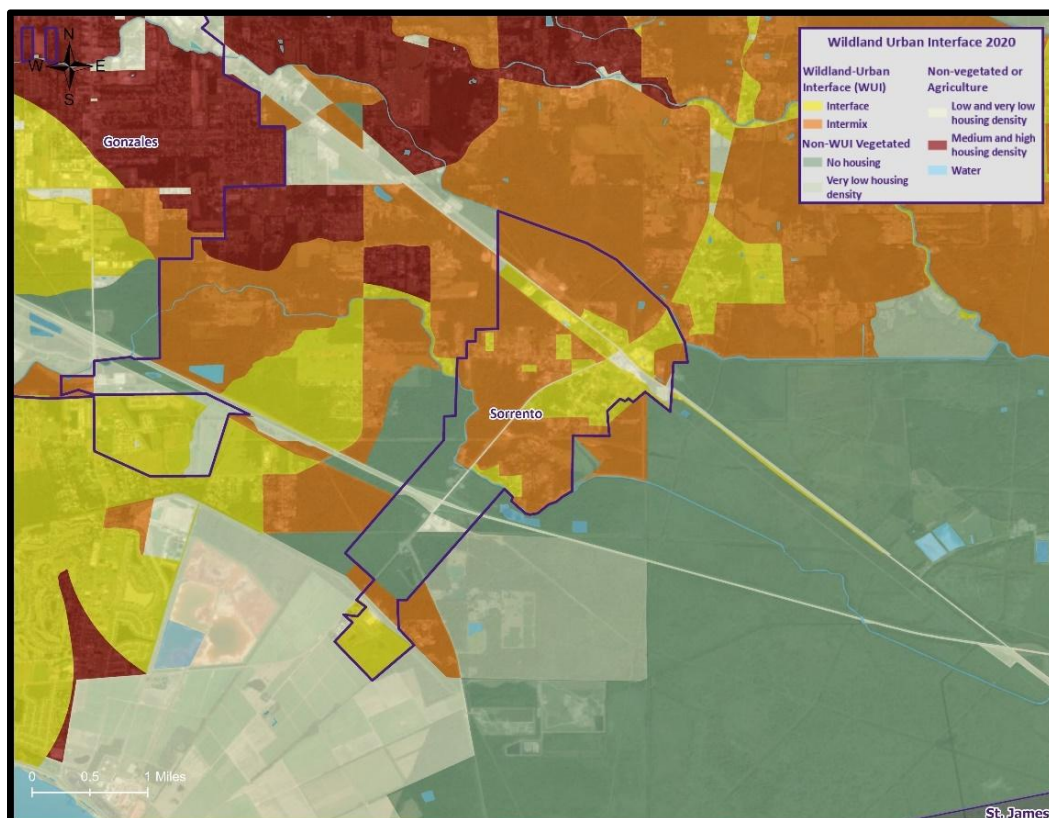 N
W E
S
Gonzales
Sorrento
St. James
0 0.5 1 Miles
Wildland Urban Interface 2020
Wildland-Urban
Interface (WUI)
Interface
Intermix
Non-WUI Vegetated
No housing
Very low housing
density
Non-vegetated or
Agriculture
Low and very low
housing density
Medium and high
housing density
Water